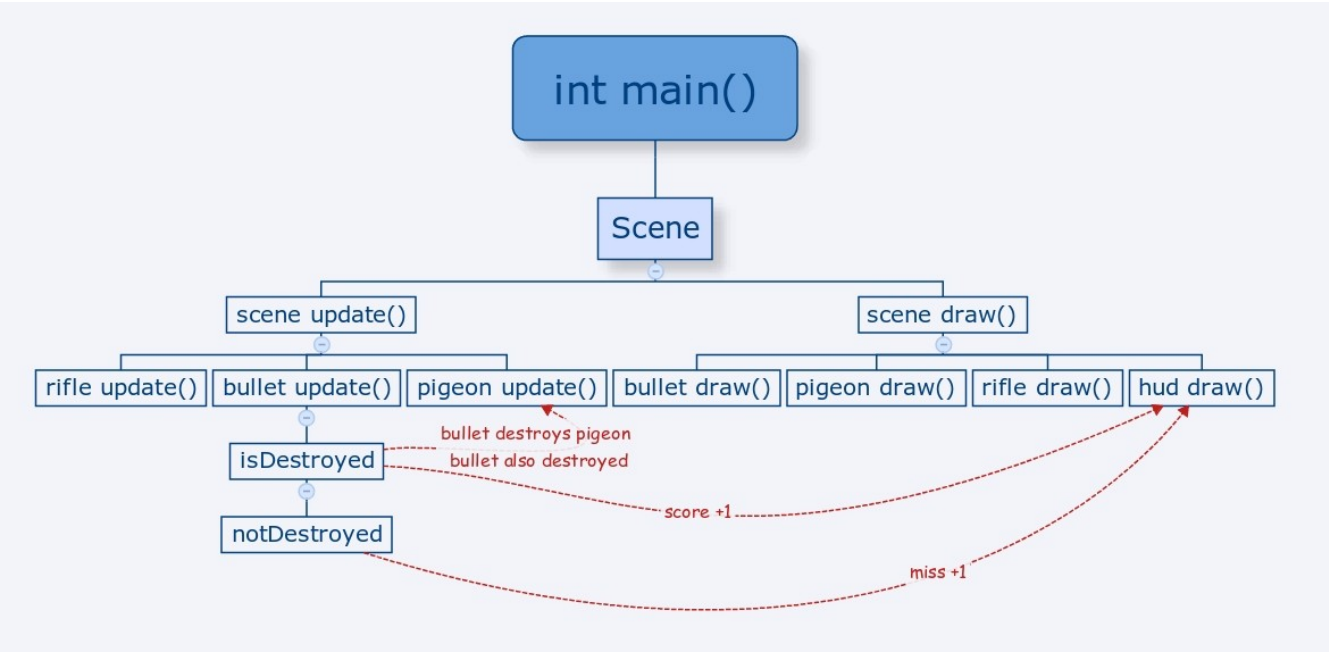 int main()
Scene
scene update()
scene draw()
rifle update()
bullet update()
pigeon update()
bullet draw()
pigeon draw()
rifle draw()
hud draw()
bullet destroys pigeon
bullet also destroyed
isDestroyed
score +1
notDestroyed
miss +1